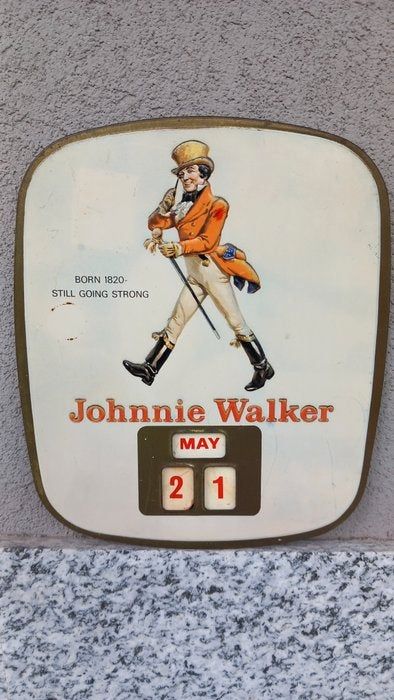 BORN 1820-
STILL GOING STRONG
Johnnie Walker
MAY
2 1